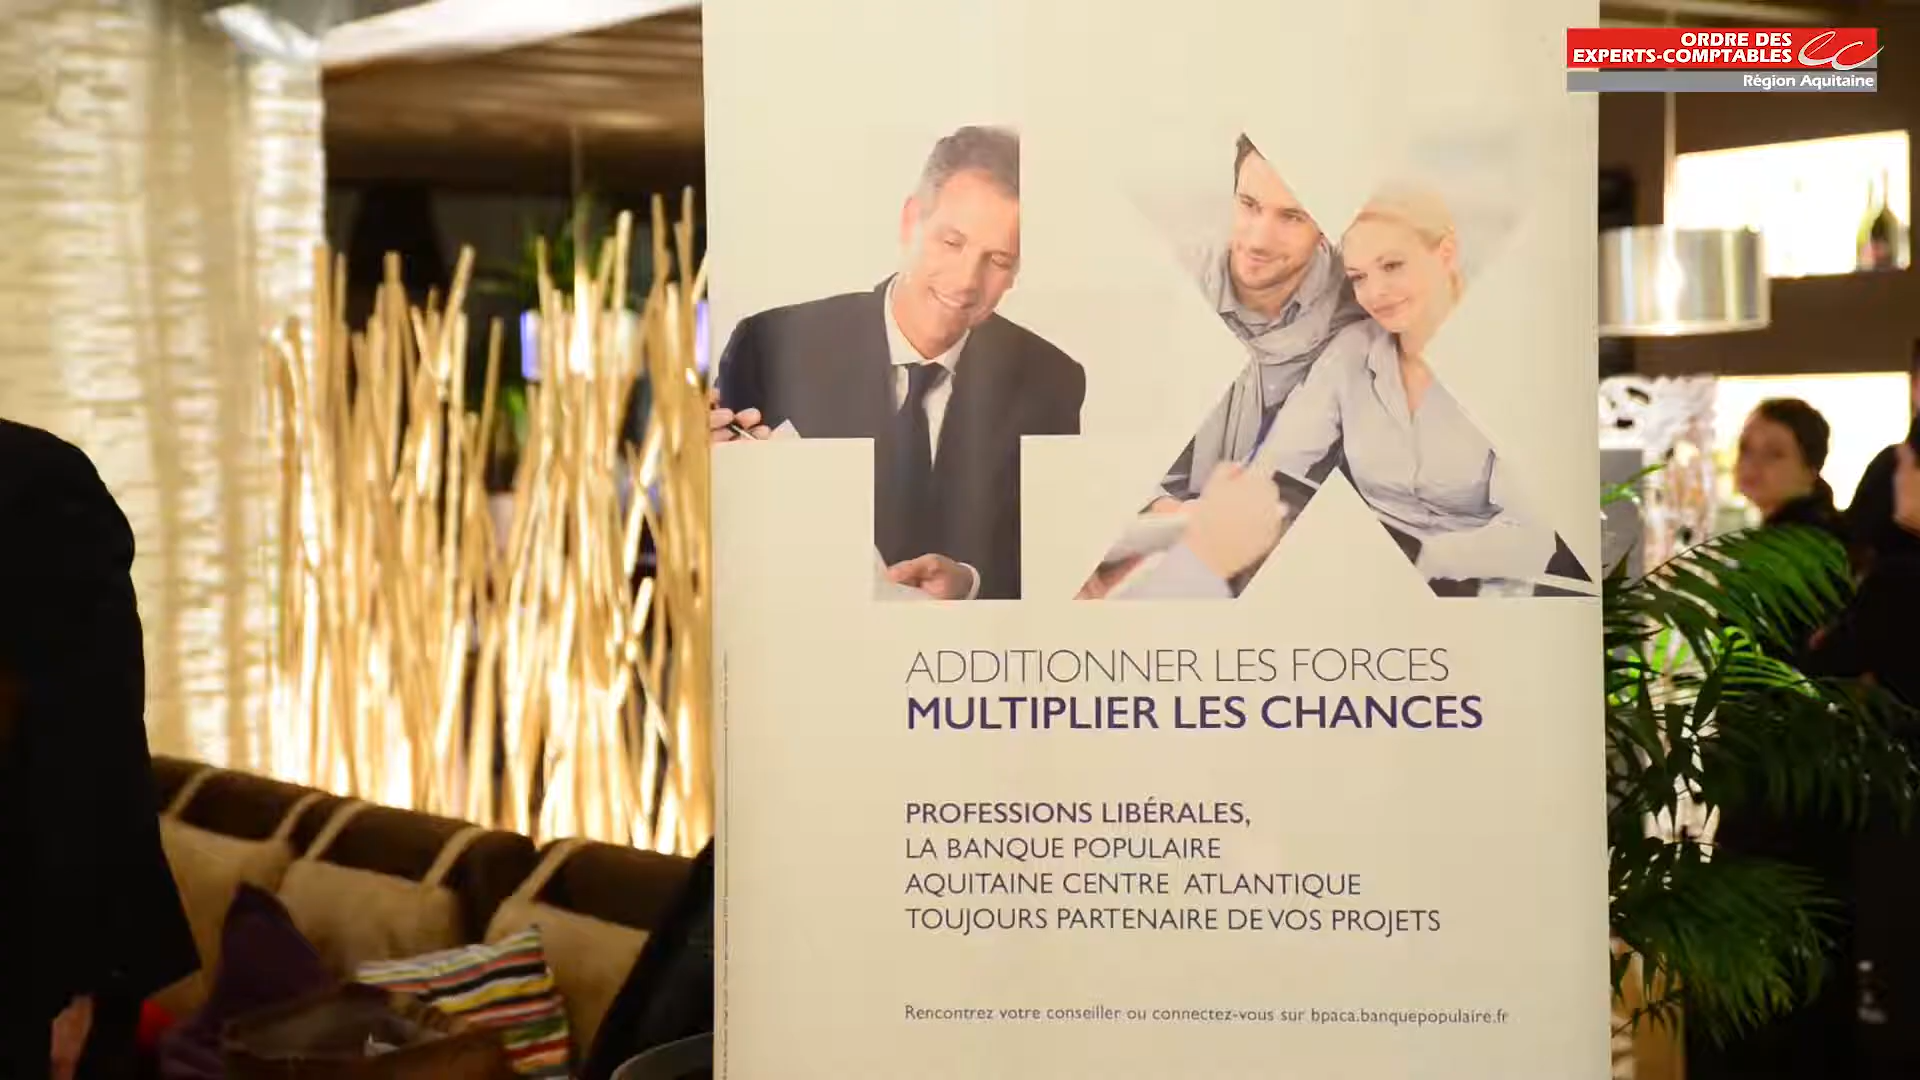 ORDRE DES
EXPERTS-COMPTABLES
Région Aquitaine
ADDITIONNER LES FORCES
MULTIPLIER LES CHANCES
PROFESSIONS LIBÉRALES,
LA BANQUE POPULAIRE
AQUITAINE CENTRE ATLANTIQUE
TOUJOURS PARTENAIRE DE VOS PROJETS
Rencontrez votre conseiller ou connectez-vous sur bpaca.banquepopulaire.fr